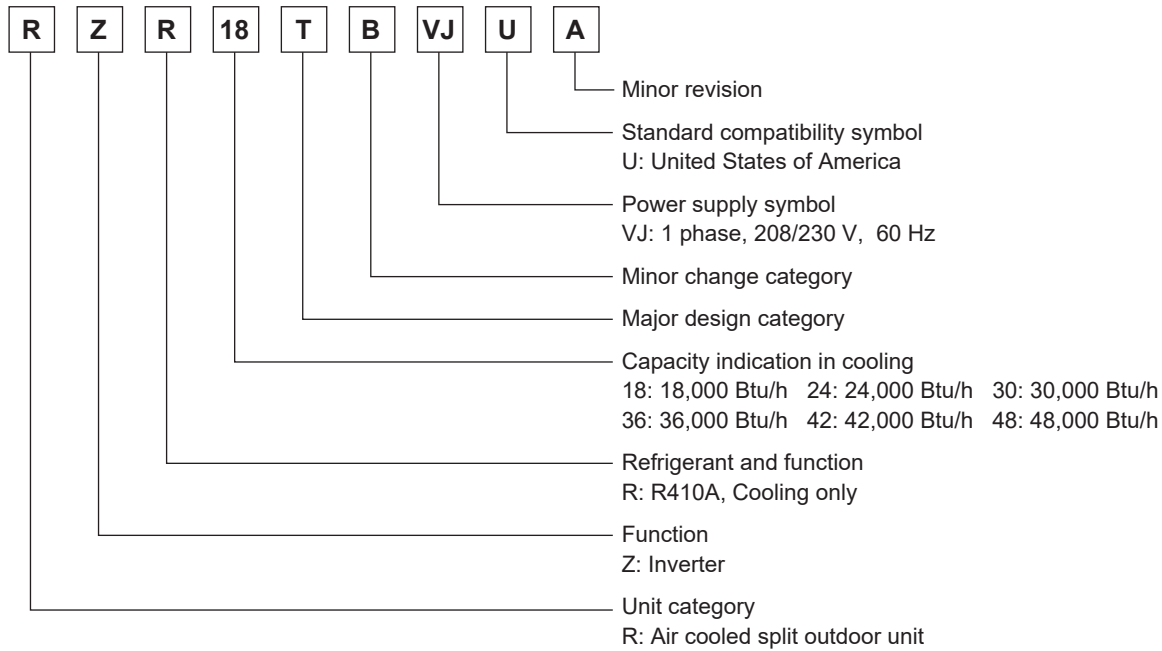 R Z R 18 T B VJ U A
Minor revision
Standard compatibility symbol
U: United States of America
Power supply symbol
VJ: 1 phase, 208/230 V, 60 Hz
Minor change category
Major design category
Capacity indication in cooling
18: 18,000 Btu/h 24: 24,000 Btu/h 30: 30,000 Btu/h
36: 36,000 Btu/h 42: 42,000 Btu/h 48: 48,000 Btu/h
Refrigerant and function
R: R410A, Cooling only
Function
Z: Inverter
Unit category
R: Air cooled split outdoor unit